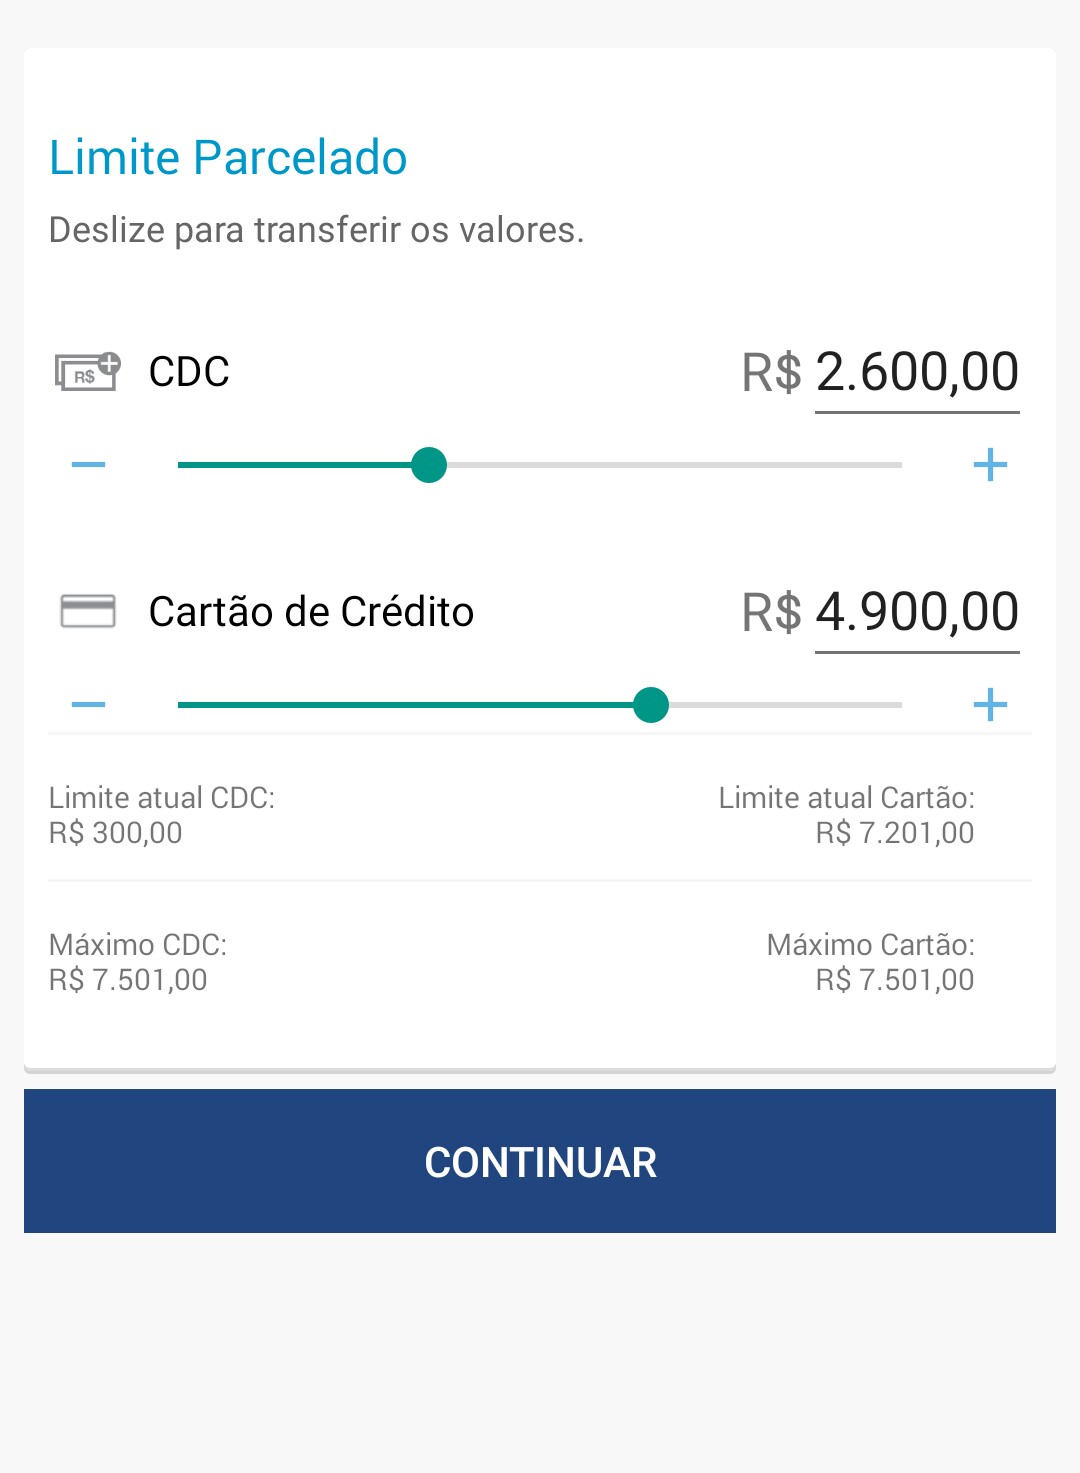 Limite Parcelado
Deslize para transferir os valores.
R$ CDC R$ 2.600,00
Cartão de Crédito R$ 4.900,00
Limite atual CDC: Limite atual Cartão:
R$ 300,00 R$ 7.201,00
Máximo CDC: Máximo Cartão:
R$ 7.501,00 R$ 7.501,00
CONTINUAR